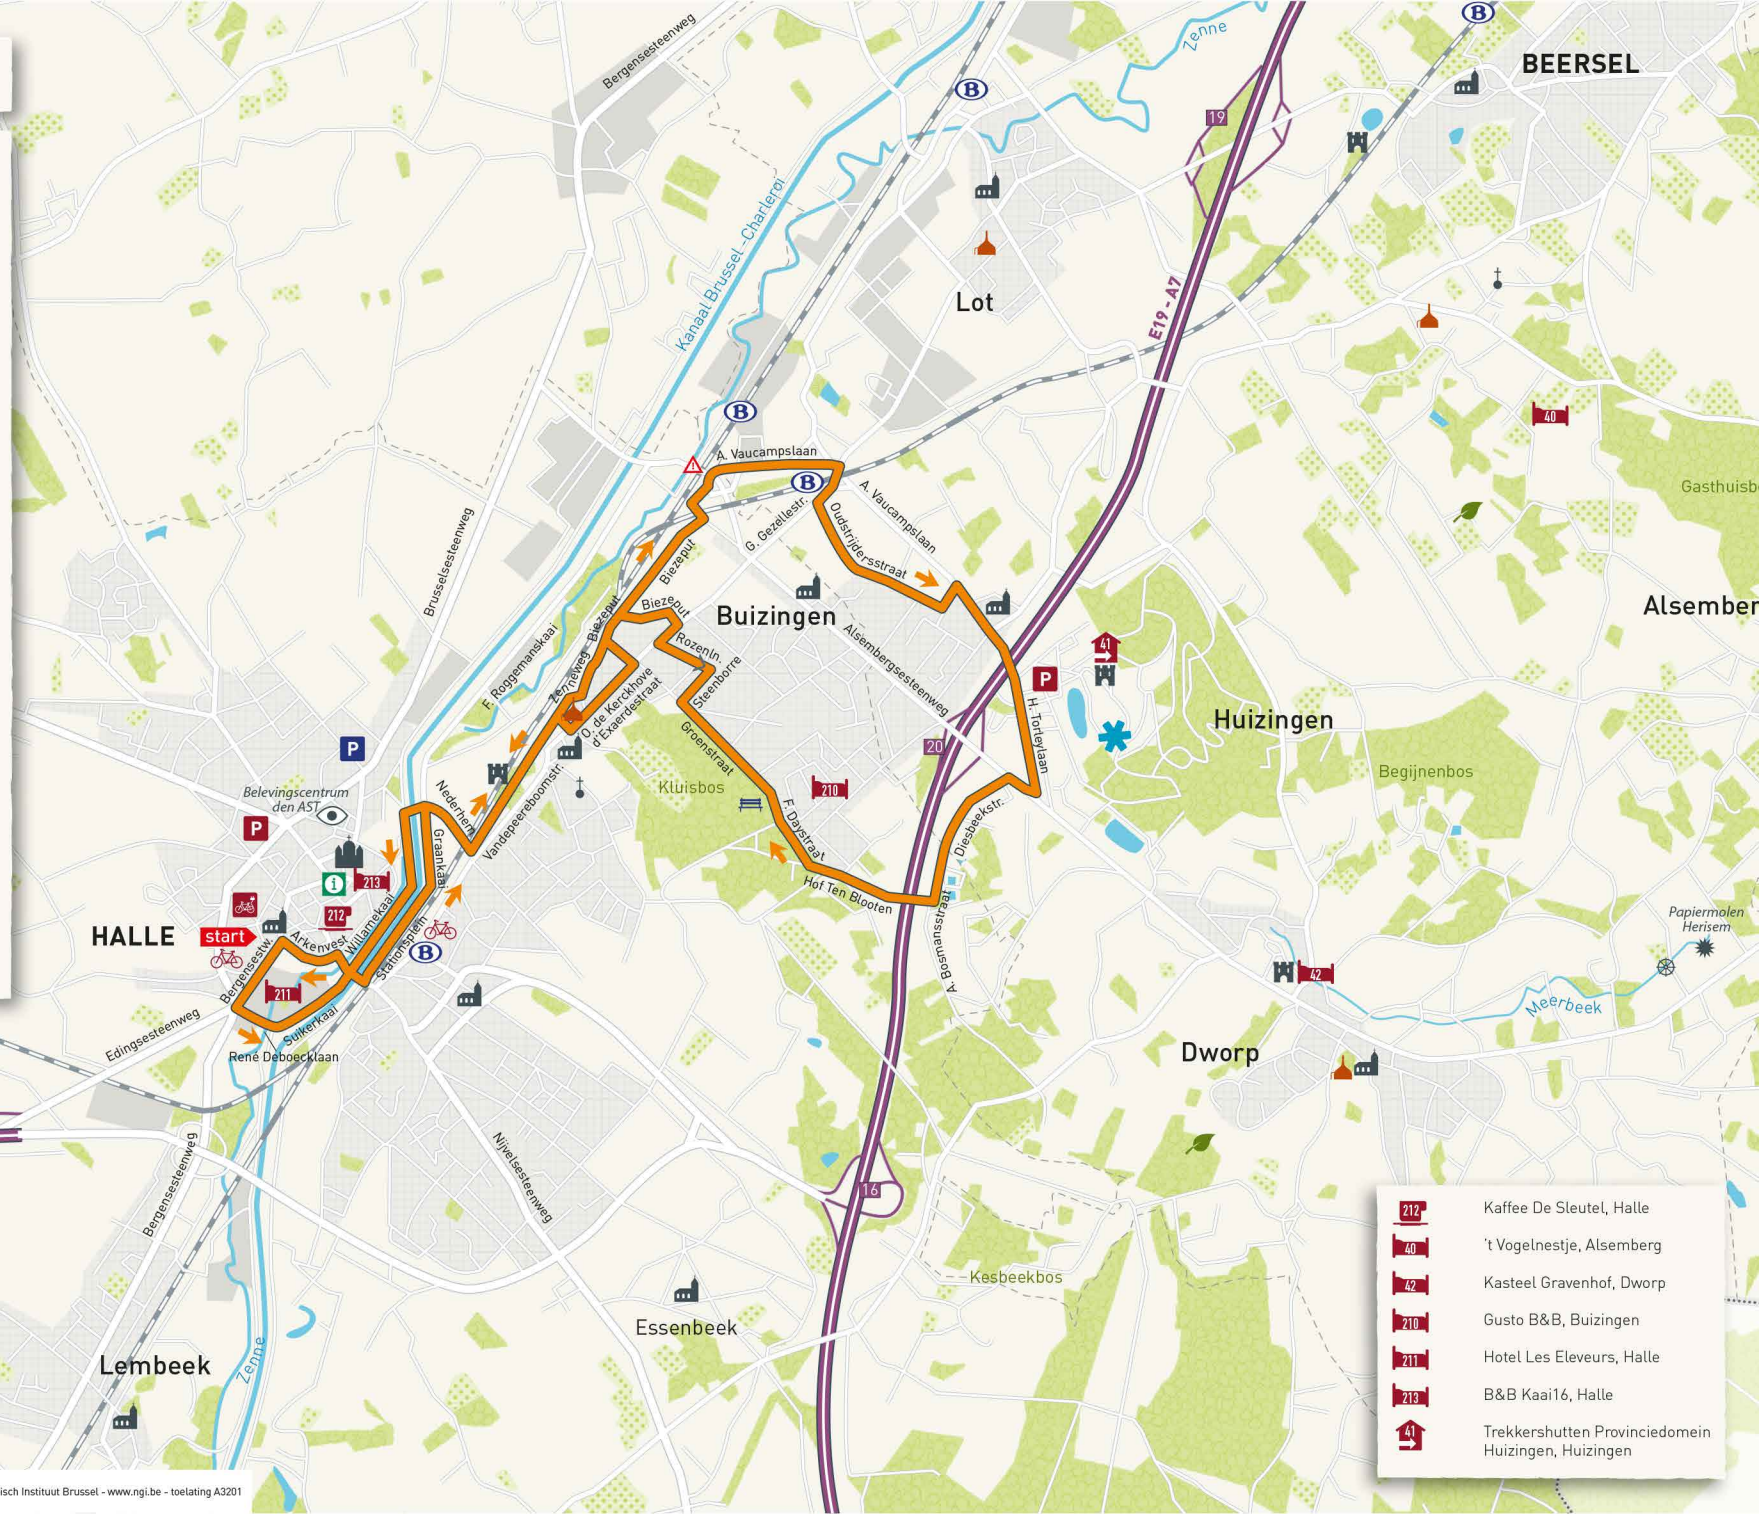 Bergensesteenweg
Zenne
B
BEERSEL
B
19
Kanaal Brussel -Charleroi
Lot
E19 - A7
B
40
A. Vaucampslaan
B
G. Gezellestr.
A. Vaucampslaan
Oudstrijdersstraat
Gasthuisb
Brusselsesteenweg
Biezeput
Biezeput
Biezeput
Buizingen
Alsember
Rozenln.
Steenborre
Alsembergsesteenweg
41
P
F. Roggemanskaai
Zenneweg
O. de Kerckhove
d'Exaerdestraat
H. Torleylaan
Huizingen
Groenstraat
20
P
Kluisbos
210
Begijnenbos
Belevingscentrum
den AST
Nederhem
Vandepeereboomstr.
P
F. Daystraat
Diesbeekstr.
Graankaai
i
213
Hof Ten Blooten
A. Bosmansstraat
212
Willamekaai
HALLE
start
Arkenvest
Stationsplein
B
Bergensestw.
211
Papiermolen
Herisem
42
Meerbeek
Suikerkaai
Edingsesteenweg
René Deboecklaan
Dworp
Nijvelsesteenweg
Bergensesteenweg
16
Kesbeekbos
Essenbeek
Lembeek
Zenne
212 Kaffee De Sleutel, Halle
40 't Vogelnestje, Alsemberg
42 Kasteel Gravenhof, Dworp
210 Gusto B&B, Buizingen
211 Hotel Les Eleveurs, Halle
213 B&B Kaai16, Halle
41 Trekkershutten Provinciedomein
Huizingen, Huizingen
isch Instituut Brussel - www.ngi.be - toelating A3201